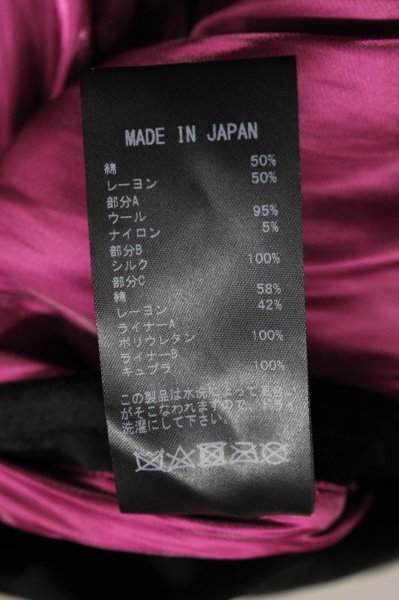 MADE IN JAPAN
綿 50%
レーヨン 50%
部分A
ウール 95%
ナイロン 5%
部分B
シルク 100%
部分C
綿 58%
レーヨン 42%
ライナーA
ポリウレタン 100%
ライナーB
キュプラ 100%
この製品は水洗によって風合い
がそこなわれますので、ドライ
洗濯にして下さい。